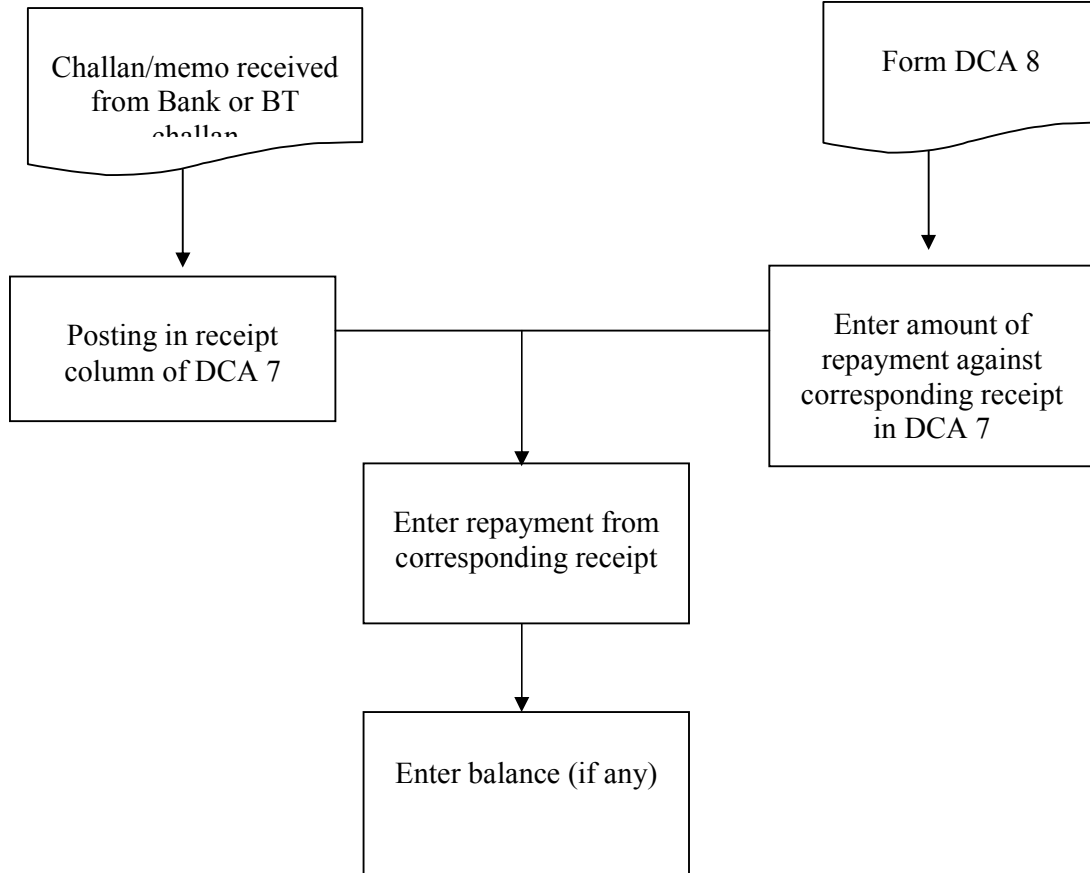 Challan/memo received
from Bank or BT
challan
Form DCA 8
Posting in receipt
column of DCA 7
Enter amount of
repayment against
corresponding receipt
in DCA 7
Enter repayment from
corresponding receipt
Enter balance (if any)